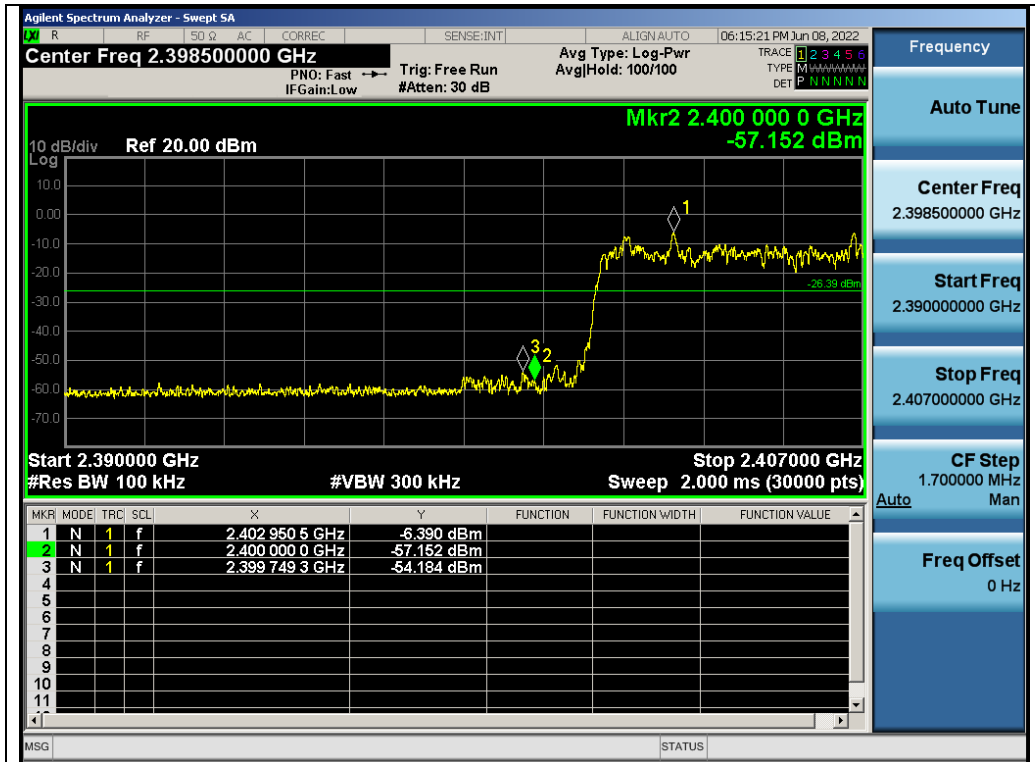 Agilent Spectrum Analyzer - Swept SA
LXI R RF 50 Ω AC CORREC SENSE:INT ALIGN AUTO 06:15:21 PM Jun 08, 2022
Center Freq 2.398500000 GHz
PNO: Fast
IFGain:Low
Trig: Free Run
#Atten: 30 dB
Avg Type: Log-Pwr
Avg|Hold: 100/100
TRACE 1 2 3 4 5 6
TYPE M WWWWW
DET P N N N N N
Mkr2 2.400 000 0 GHz
-57.152 dBm
10 dB/div Ref 20.00 dBm
Log
10.0
0.00
-10.0
-20.0
-30.0
-40.0
-50.0
-60.0
-70.0
1
-26.39 dBm
3
2
Start 2.390000 GHz Stop 2.407000 GHz
#Res BW 100 kHz #VBW 300 kHz Sweep 2.000 ms (30000 pts)
MKR MODE TRC SCL X Y FUNCTION FUNCTION WIDTH FUNCTION VALUE
1 N 1 f 2.402 950 5 GHz -6.390 dBm
2 N 1 f 2.400 000 0 GHz -57.152 dBm
3 N 1 f 2.399 749 3 GHz -54.184 dBm
4
5
6
7
8
9
10
11
MSG STATUS
Frequency
Auto Tune
Center Freq
2.398500000 GHz
Start Freq
2.390000000 GHz
Stop Freq
2.407000000 GHz
CF Step
1.700000 MHz
Auto Man
Freq Offset
0 Hz